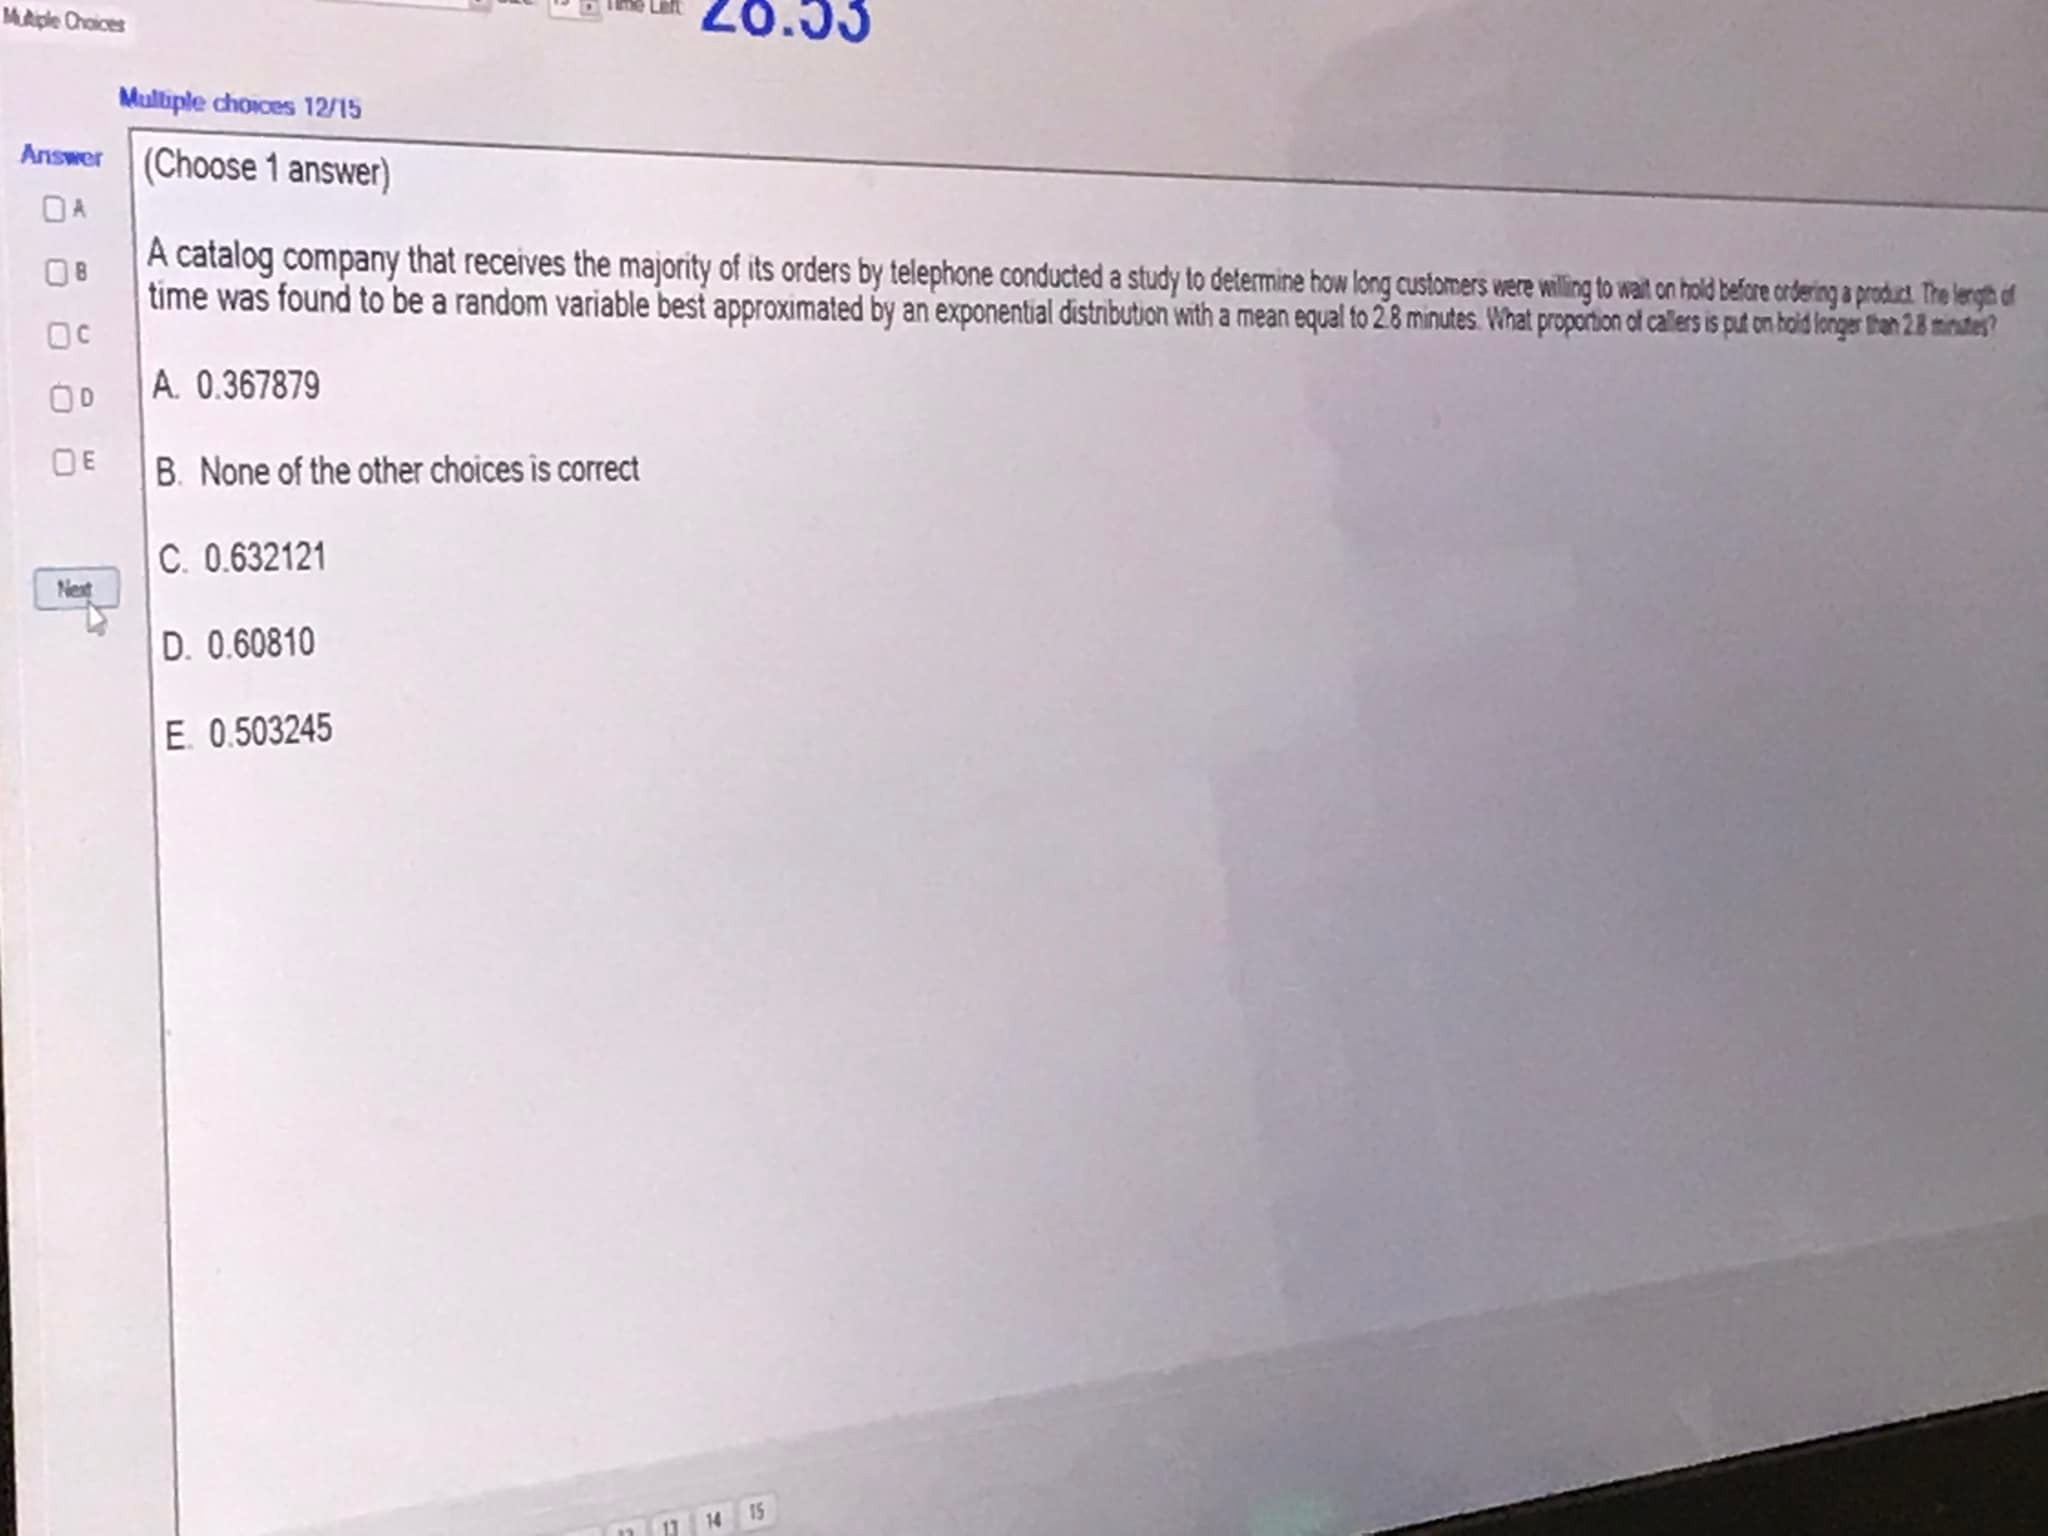 Multiple Choices
Time Left
Multiple choices 12/15
Answer
(Choose 1 answer)
A
B
C
D
E
Next
A catalog company that receives the majority of its orders by telephone conducted a study to determine how long customers were willing to wait on hold before ordering a product. The length of
time was found to be a random variable best approximated by an exponential distribution with a mean equal to 2.8 minutes. What proportion of callers is put on hold longer than 2.8 minutes?
A. 0.367879
B. None of the other choices is correct
C. 0.632121
D. 0.60810
E. 0.503245
13 14 15